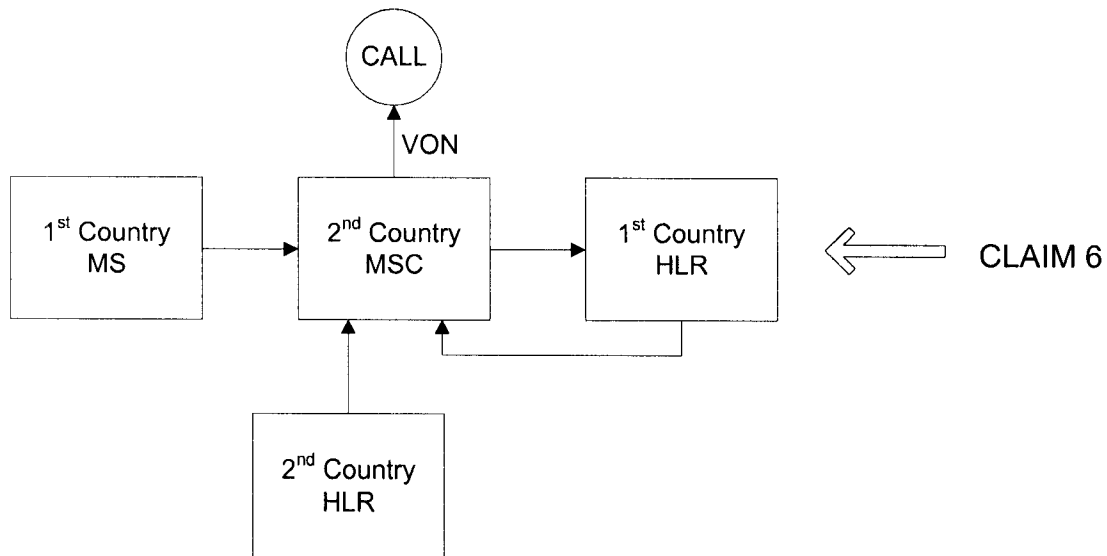 CALL
VON
1st Country
MS
2nd Country
MSC
1st Country
HLR
CLAIM 6
2nd Country
HLR